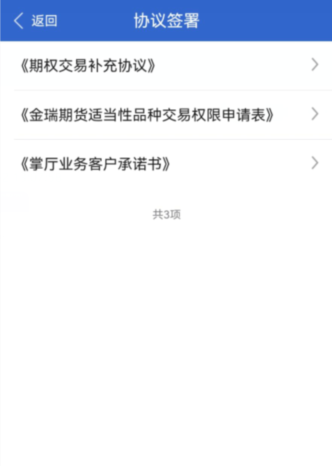 返回
协议签署
《期权交易补充协议》
《金瑞期货适当性品种交易权限申请表》
《掌厅业务客户承诺书》
共3项